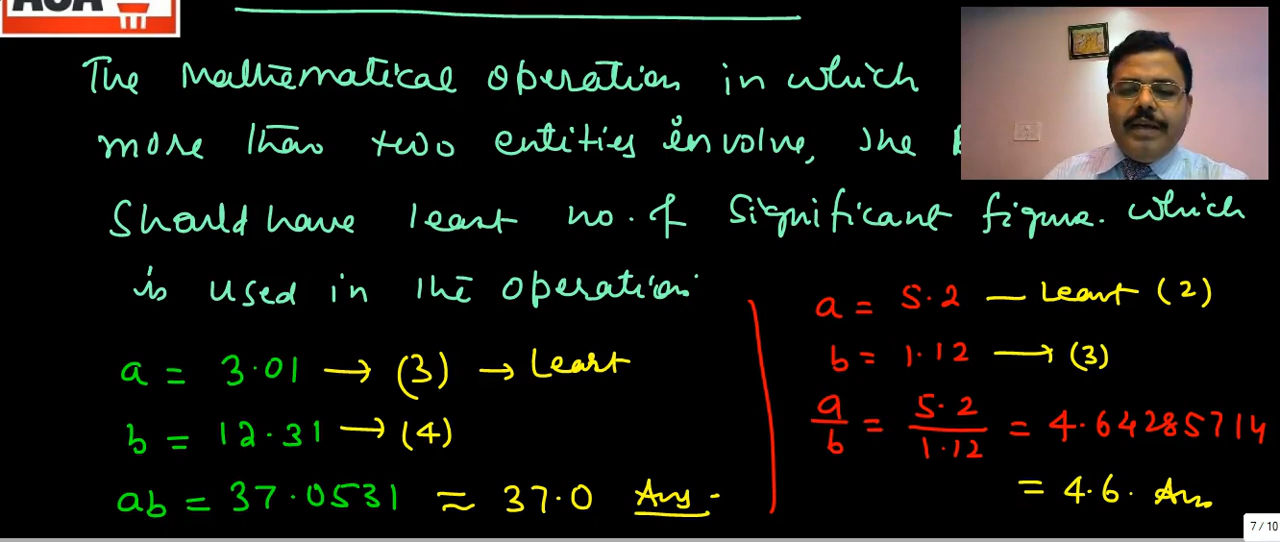 The Mathematical operation in which
more than two entities involve, the
should have least no. of significant figure. which
is used in the operation.
a = 3.01 → (3) → Least
b = 12.31 → (4)
ab = 37.0531 ≈ 37.0 Ans.
a = 5.2 — Least (2)
b = 1.12 → (3)
a/b = 5.2/1.12 = 4.64285714
= 4.6. Ans
7 / 10